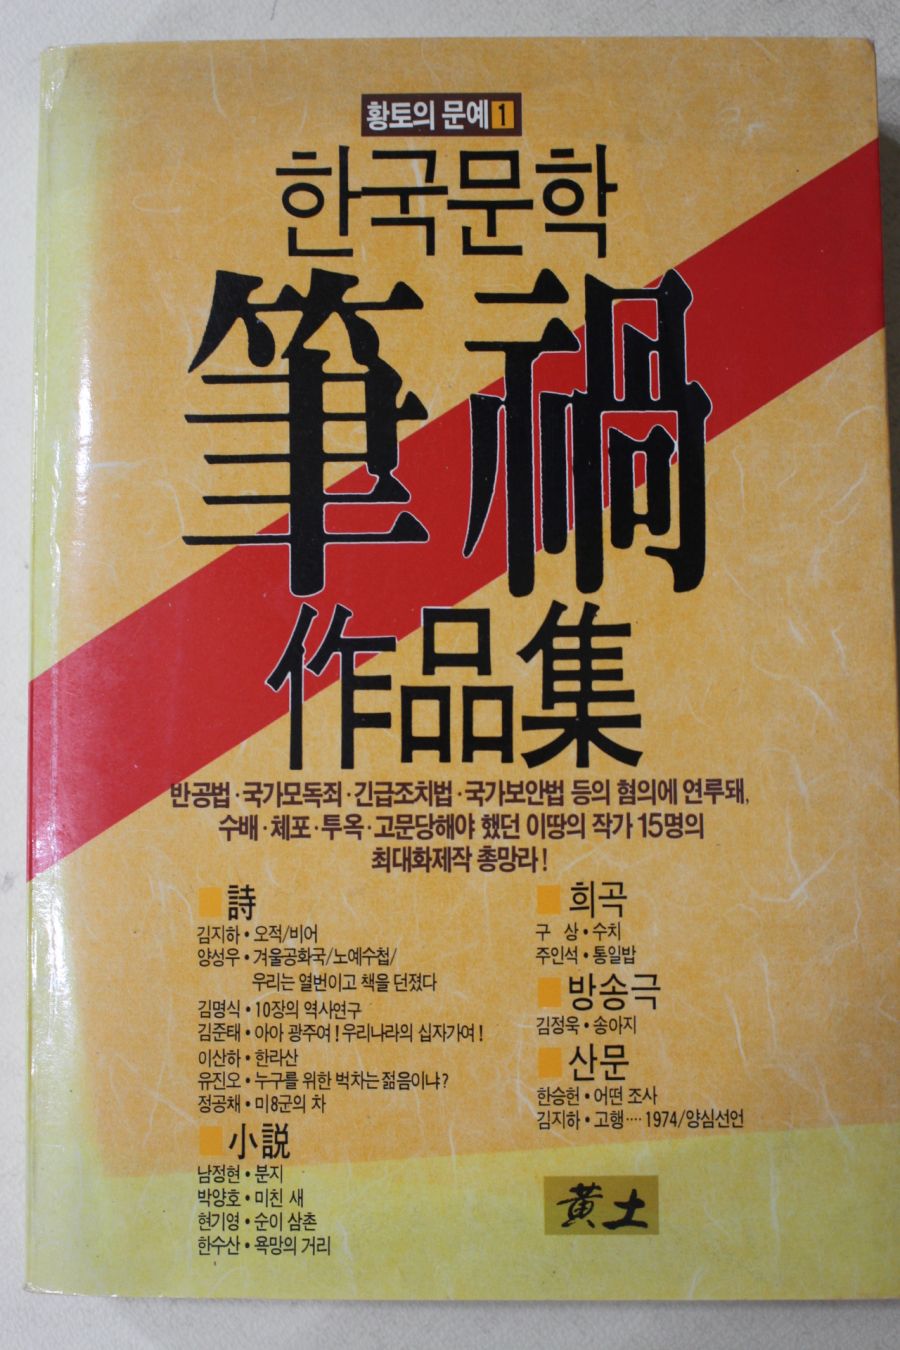 황토의 문예 1
한국문학
筆禍
作品集
반공법·국가모독죄·긴급조치법·국가보안법 등의 혐의에 연루돼,
수배·체포·투옥·고문당해야 했던 이땅의 작가 15명의
최대화제작 총망라!
詩
김지하·오적/비어
양성우·겨울공화국/노예수첩/
우리는 열번이고 책을 던졌다
김명식·10장의 역사연구
김준태·아아 광주여!우리나라의 십자가여!
이산하·한라산
유진오·누구를 위한 벅차는 젊음이냐?
정공채·미8군의 차
小説
남정현·분지
박양호·미친 새
현기영·순이 삼촌
한수산·욕망의 거리
희곡
구 상·수치
주인석·통일밥
방송극
김정욱·송아지
산문
한승헌·어떤 조사
김지하·고행····1974/양심선언
黃土